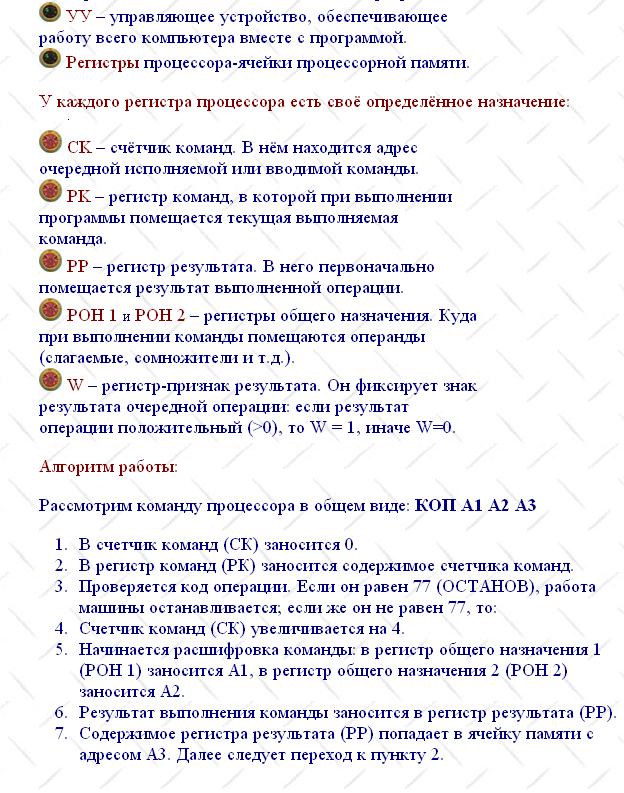 УУ – управляющее устройство, обеспечивающее
работу всего компьютера вместе с программой.
Регистры процессора-ячейки процессорной памяти.
У каждого регистра процессора есть своё определённое назначение:
СК – счётчик команд. В нём находится адрес
очередной исполняемой или вводимой команды.
РК – регистр команд, в которой при выполнении
программы помещается текущая выполняемая
команда.
РР – регистр результата. В него первоначально
помещается результат выполненной операции.
РОН 1 и РОН 2 – регистры общего назначения. Куда
при выполнении команды помещаются операнды
(слагаемые, сомножители и т.д.).
W – регистр-признак результата. Он фиксирует знак
результата очередной операции: если результат
операции положительный (>0), то W = 1, иначе W=0.
Алгоритм работы:
Рассмотрим команду процессора в общем виде: КОП А1 А2 А3
1. В счетчик команд (СК) заносится 0.
2. В регистр команд (РК) заносится содержимое счетчика команд.
3. Проверяется код операции. Если он равен 77 (ОСТАНОВ), работа
машины останавливается; если же он не равен 77, то:
4. Счетчик команд (СК) увеличивается на 4.
5. Начинается расшифровка команды: в регистр общего назначения 1
(РОН 1) заносится А1, в регистр общего назначения 2 (РОН 2)
заносится А2.
6. Результат выполнения команды заносится в регистр результата (РР).
7. Содержимое регистра результата (РР) попадает в ячейку памяти с
адресом А3. Далее следует переход к пункту 2.